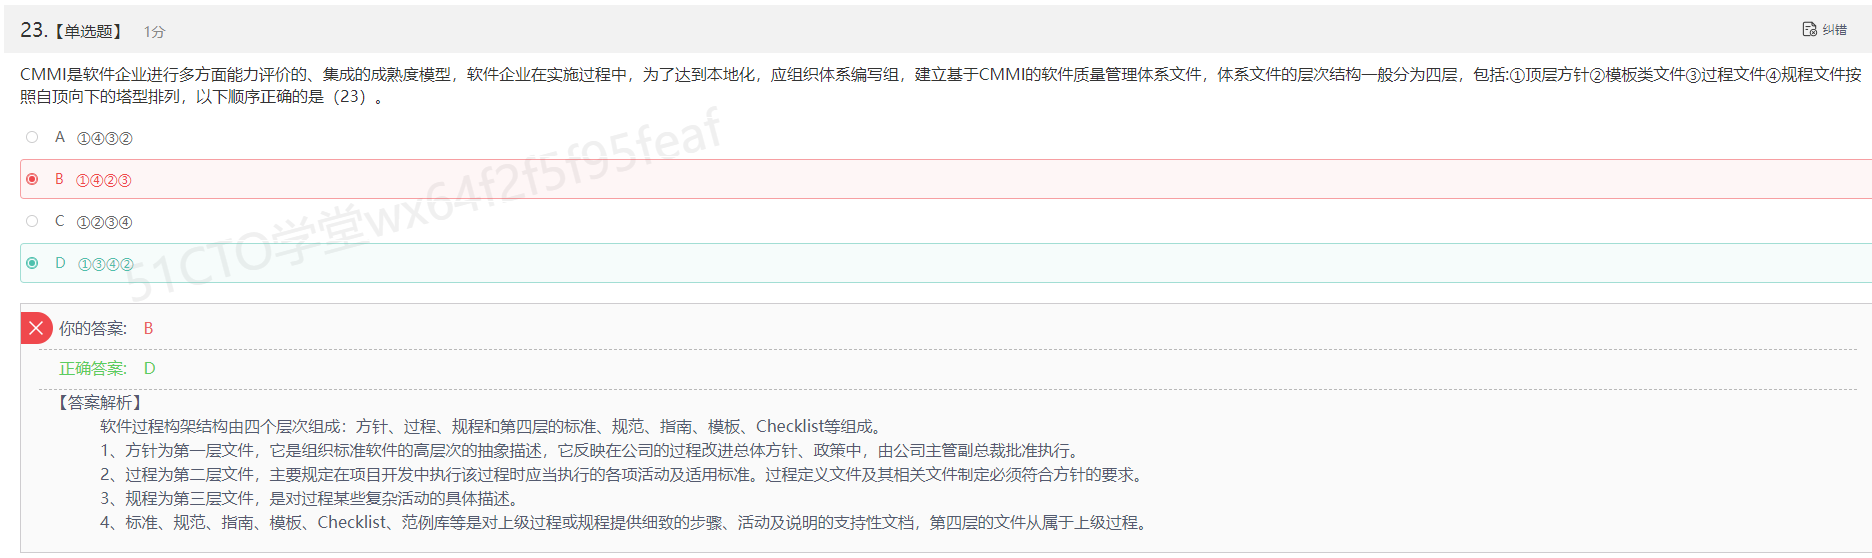 23.【单选题】 1分
纠错
CMMI是软件企业进行多方面能力评价的、集成的成熟度模型，软件企业在实施过程中，为了达到本地化，应组织体系编写组，建立基于CMMI的软件质量管理体系文件，体系文件的层次结构一般分为四层，包括:①顶层方针②模板类文件③过程文件④规程文件按
照自顶向下的塔型排列，以下顺序正确的是（23）。
A ①④③②
B ①④②③
C ①②③④
D ①③④②
51CTO学堂wx64f2f5f95feaf
你的答案: B
正确答案: D
【答案解析】
软件过程构架结构由四个层次组成：方针、过程、规程和第四层的标准、规范、指南、模板、Checklist等组成。
1、方针为第一层文件，它是组织标准软件的高层次的抽象描述，它反映在公司的过程改进总体方针、政策中，由公司主管副总裁批准执行。
2、过程为第二层文件，主要规定在项目开发中执行该过程时应当执行的各项活动及适用标准。过程定义文件及其相关文件制定必须符合方针的要求。
3、规程为第三层文件，是对过程某些复杂活动的具体描述。
4、标准、规范、指南、模板、Checklist、范例库等是对上级过程或规程提供细致的步骤、活动及说明的支持性文档，第四层的文件从属于上级过程。